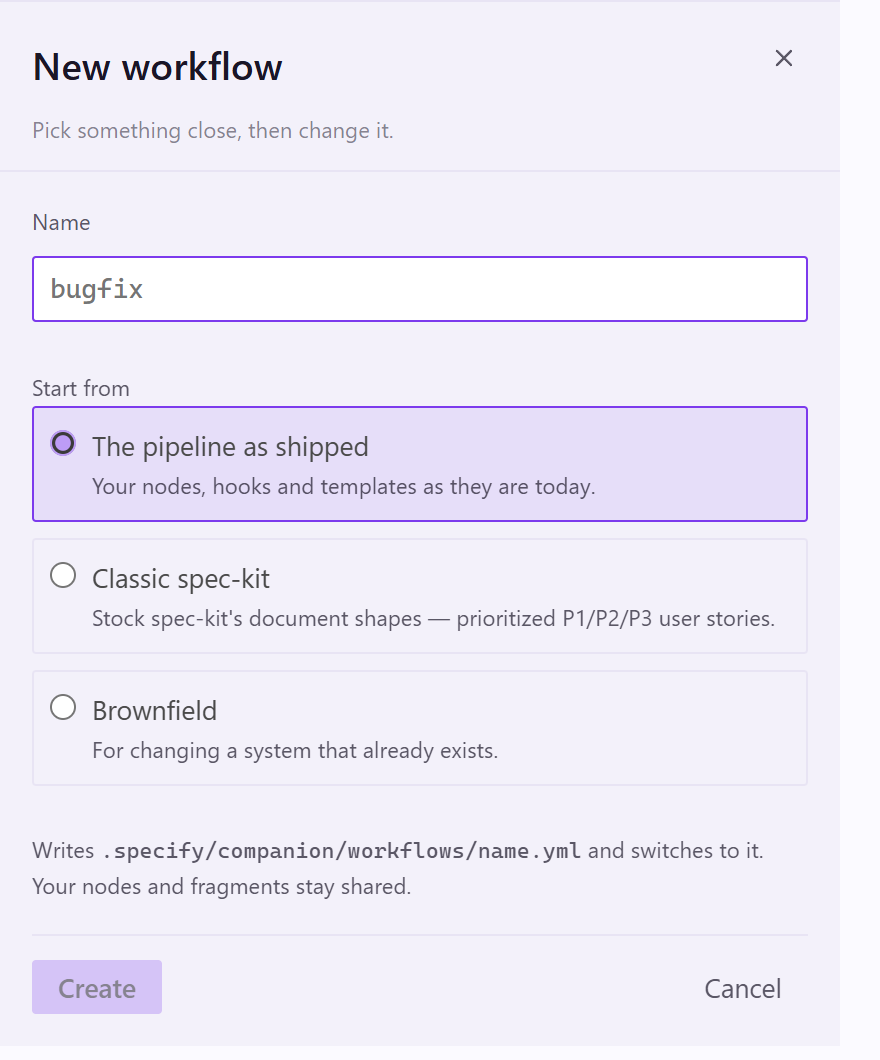 New workflow
Pick something close, then change it.
Name
bugfix
Start from
The pipeline as shipped
Your nodes, hooks and templates as they are today.
Classic spec-kit
Stock spec-kit's document shapes — prioritized P1/P2/P3 user stories.
Brownfield
For changing a system that already exists.
Writes .specify/companion/workflows/name.yml and switches to it.
Your nodes and fragments stay shared.
Create
Cancel